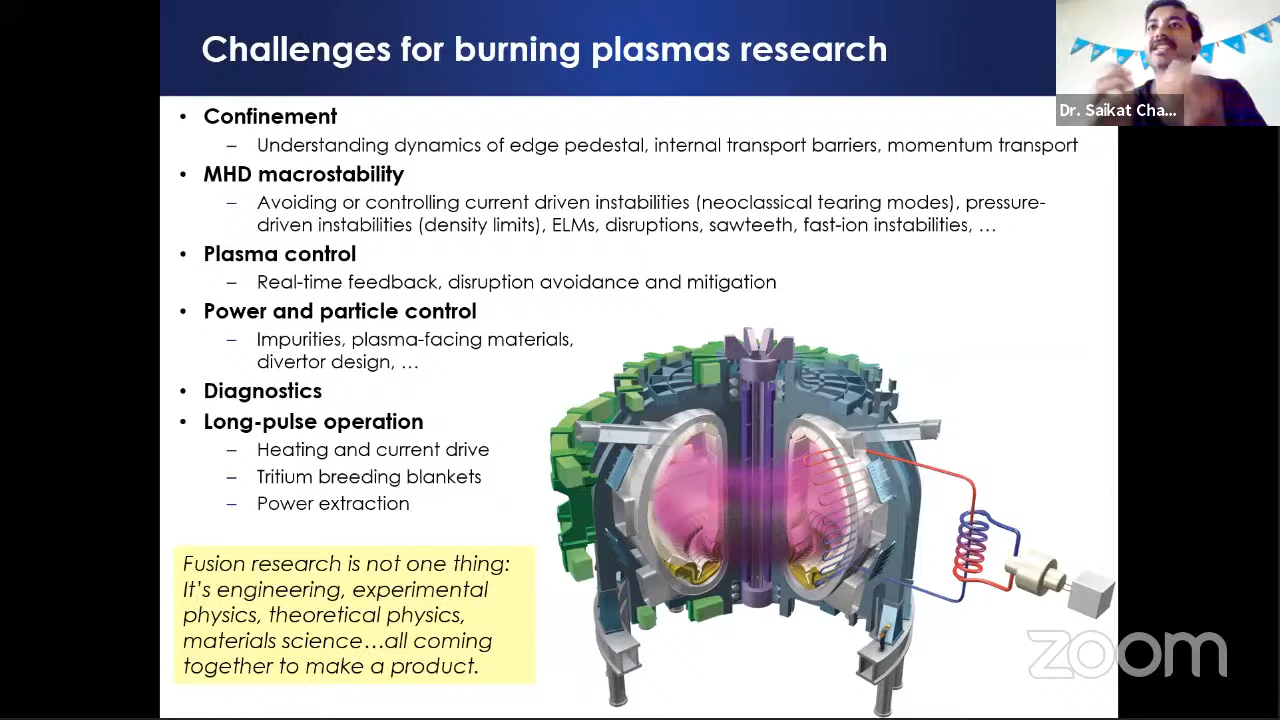 Challenges for burning plasmas research
Dr. Saikat Cha...
• Confinement
– Understanding dynamics of edge pedestal, internal transport barriers, momentum transport
• MHD macrostability
– Avoiding or controlling current driven instabilities (neoclassical tearing modes), pressure-
driven instabilities (density limits), ELMs, disruptions, sawteeth, fast-ion instabilities, …
• Plasma control
– Real-time feedback, disruption avoidance and mitigation
• Power and particle control
– Impurities, plasma-facing materials,
divertor design, …
• Diagnostics
• Long-pulse operation
– Heating and current drive
– Tritium breeding blankets
– Power extraction
Fusion research is not one thing:
It's engineering, experimental
physics, theoretical physics,
materials science…all coming
together to make a product.
zoom